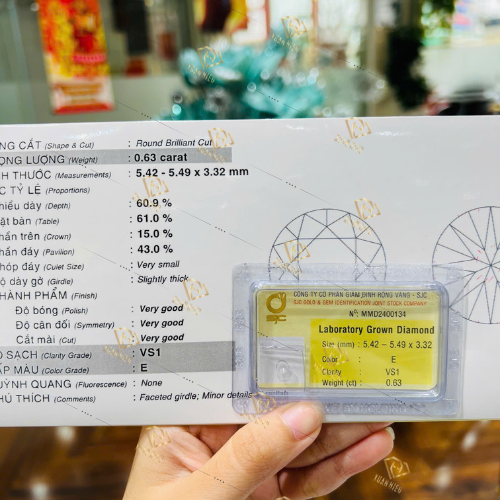 NG CẮT (Shape & Cut) : Round Brilliant Cut
ỌNG LƯỢNG (Weight) : 0.63 carat
H THƯỚC (Measurements) : 5.42 - 5.49 x 3.32 mm
C TỶ LỆ (Proportions)
hiều dày (Depth) : 60.9 %
ặt bàn (Table) : 61.0 %
hần trên (Crown) : 15.0 %
hần đáy (Pavilion) : 43.0 %
hóp đáy (Culet Size) : Very small
ộ dày gờ (Girdle) : Slightly thick
HÀNH PHẨM (Finish)
Độ bóng (Polish) : Very good
Độ cân đối (Symmetry) : Very good
Cắt mài (Cut) : Very good
Ộ SẠCH (Clarity Grade) : VS1
ẤP MÀU (Color Grade) : E
UỲNH QUANG (Fluorescence) : None
HÚ THÍCH (Comments) : Faceted girdle; Minor details
CÔNG TY CỔ PHẦN GIÁM ĐỊNH HỒNG VÀNG - SJC
SJC GOLD & GEM IDENTIFICATION JOINT STOCK COMPANY
SJC
Nº: MMD2400134
Laboratory Grown Diamond
Size (mm) : 5.42 – 5.49 x 3.32
Color : E
Clarity : VS1
Weight (ct) : 0.63
XUAN HIEU